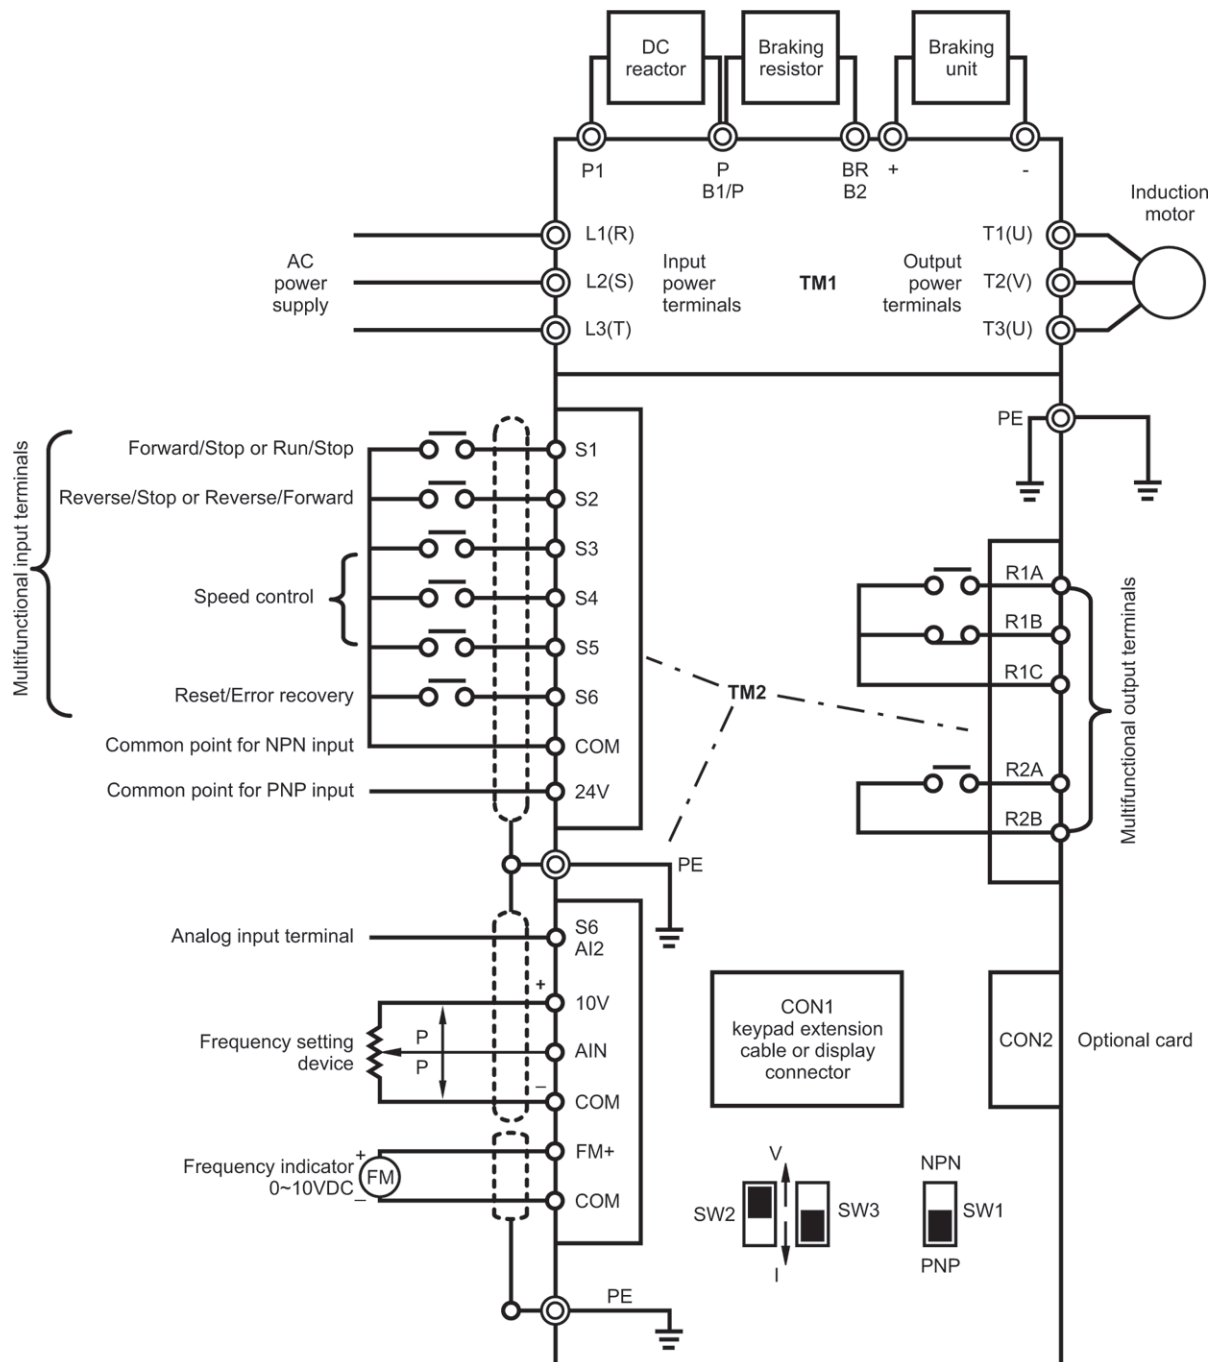 DC
reactor
Braking
resistor
Braking
unit
P1
P
B1/P
BR
B2
+
-
Induction
motor
AC
power
supply
L1(R)
L2(S)
L3(T)
Input
power
terminals
TM1
Output
power
terminals
T1(U)
T2(V)
T3(U)
PE
Multifunctional input terminals
Forward/Stop or Run/Stop
S1
Reverse/Stop or Reverse/Forward
S2
S3
Speed control
S4
S5
Reset/Error recovery
S6
Common point for NPN input
COM
Common point for PNP input
24V
TM2
R1A
R1B
R1C
R2A
R2B
Multifunctional output terminals
PE
Analog input terminal
S6
AI2
+
10V
Frequency setting
device
P
P
AIN
–
COM
Frequency indicator
0~10VDC
+
FM
–
FM+
COM
CON1
keypad extension
cable or display
connector
CON2
Optional card
V
SW2
SW3
I
NPN
SW1
PNP
PE